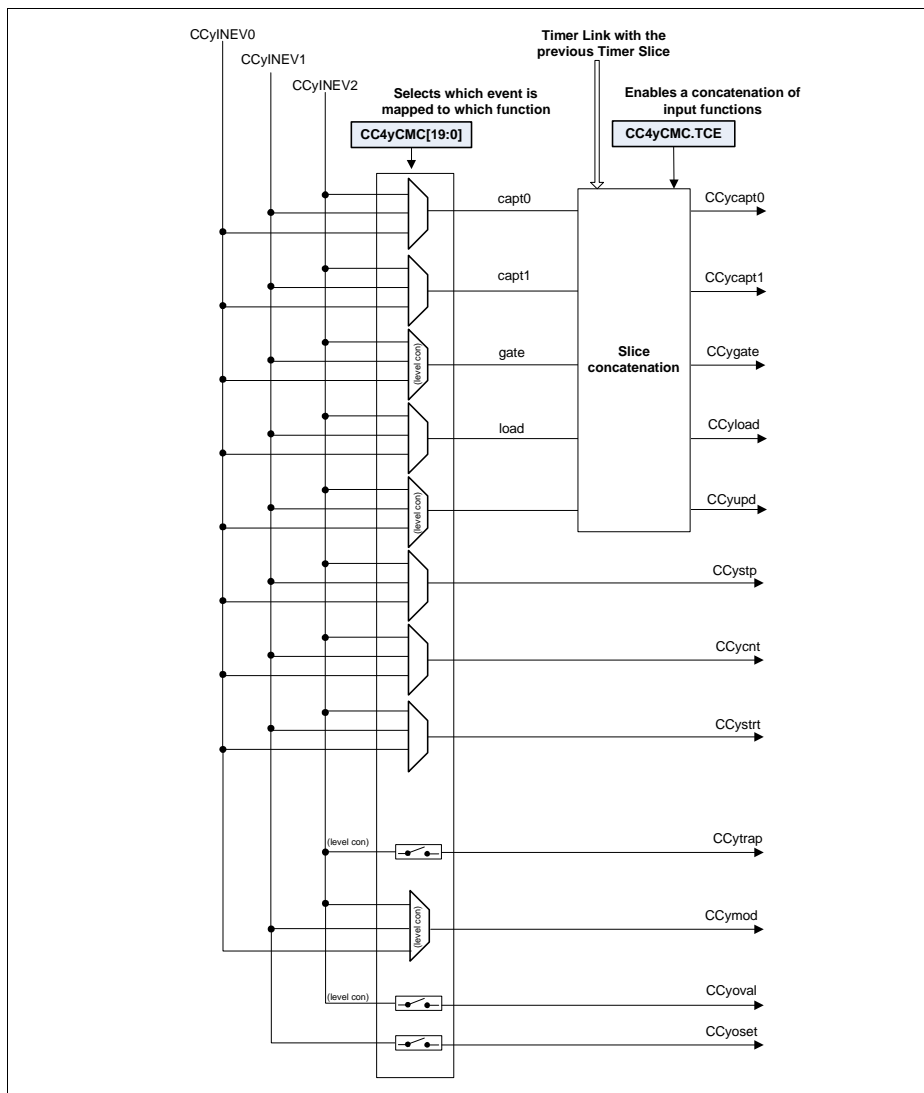 CCyINEV0
CCyINEV1
CCyINEV2
Timer Link with the
previous Timer Slice
Selects which event is
mapped to which function
CC4yCMC[19:0]
Enables a concatenation of
input functions
CC4yCMC.TCE
capt0
CCycapt0
capt1
CCycapt1
(level con)
gate
Slice
concatenation
CCygate
load
CCyload
(level con)
CCyupd
CCystp
CCycnt
CCystrt
(level con)
CCytrap
(level con)
CCymod
(level con)
CCyoval
CCyoset